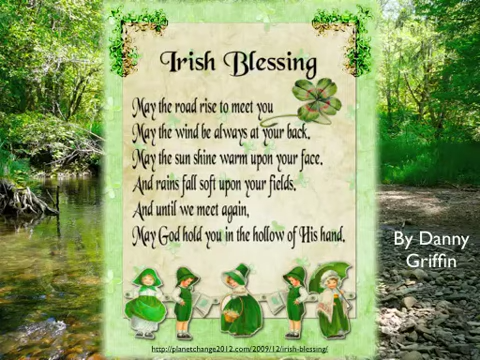 Irish Blessing
May the road rise to meet you
May the wind be always at your back.
May the sun shine warm upon your face,
And rains fall soft upon your fields,
And until we meet again,
May God hold you in the hollow of His hand.
By Danny
Griffin
http://planetchange2012.com/2009/12/irish-blessing/